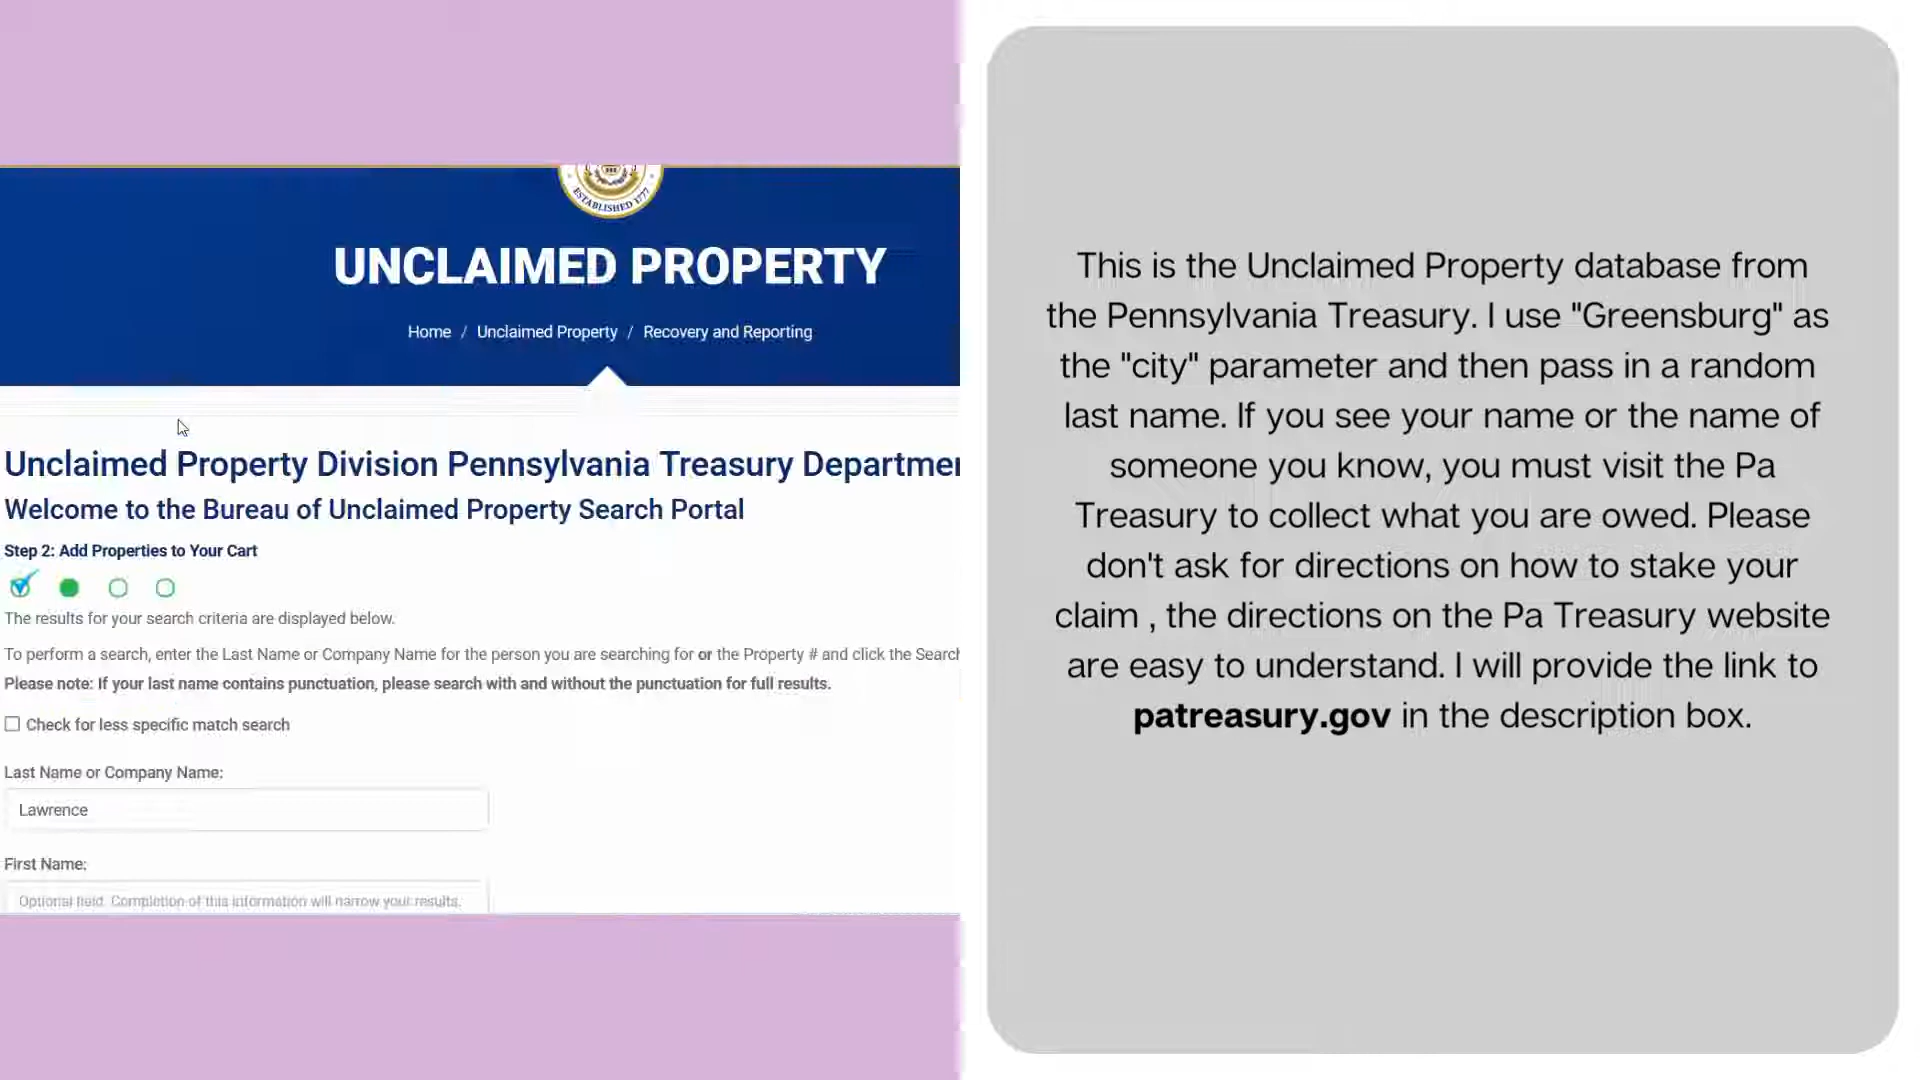 ESTABLISHED 1777
UNCLAIMED PROPERTY
Home / Unclaimed Property / Recovery and Reporting
Unclaimed Property Division Pennsylvania Treasury Departmen
Welcome to the Bureau of Unclaimed Property Search Portal
Step 2: Add Properties to Your Cart
The results for your search criteria are displayed below.
To perform a search, enter the Last Name or Company Name for the person you are searching for or the Property # and click the Search
Please note: If your last name contains punctuation, please search with and without the punctuation for full results.
Check for less specific match search
Last Name or Company Name:
Lawrence
First Name:
Optional field. Completion of this information will narrow your results.
This is the Unclaimed Property database from
the Pennsylvania Treasury. I use "Greensburg" as
the "city" parameter and then pass in a random
last name. If you see your name or the name of
someone you know, you must visit the Pa
Treasury to collect what you are owed. Please
don't ask for directions on how to stake your
claim , the directions on the Pa Treasury website
are easy to understand. I will provide the link to
patreasury.gov in the description box.